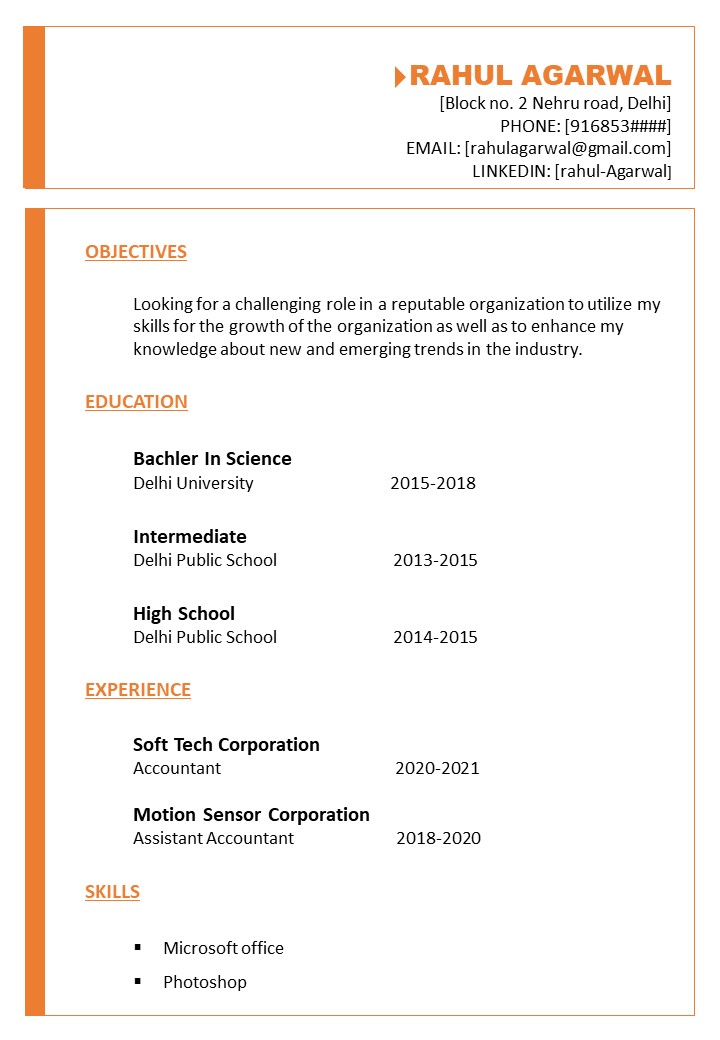 RAHUL AGARWAL
[Block no. 2 Nehru road, Delhi]
PHONE: [916853####]
EMAIL: [rahulagarwal@gmail.com]
LINKEDIN: [rahul-Agarwal]
OBJECTIVES
Looking for a challenging role in a reputable organization to utilize my
skills for the growth of the organization as well as to enhance my
knowledge about new and emerging trends in the industry.
EDUCATION
Bachler In Science
Delhi University 2015-2018
Intermediate
Delhi Public School 2013-2015
High School
Delhi Public School 2014-2015
EXPERIENCE
Soft Tech Corporation
Accountant 2020-2021
Motion Sensor Corporation
Assistant Accountant 2018-2020
SKILLS
▪ Microsoft office
▪ Photoshop